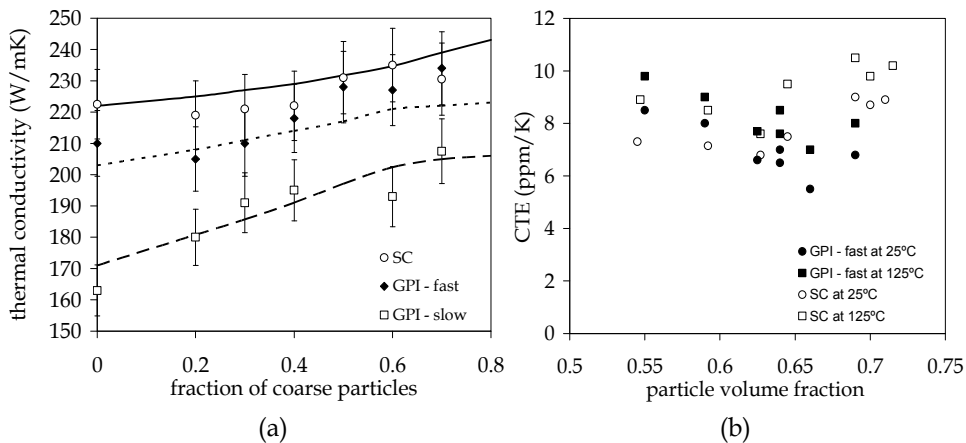 250
240
230
220
210
200
190
180
170
160
150
thermal conductivity (W/mK)
SC
GPI - fast
GPI - slow
0
0.2
0.4
0.6
0.8
fraction of coarse particles
(a)
12
10
8
6
4
2
0
CTE (ppm/K)
GPI - fast at 25ºC
GPI - fast at 125ºC
SC at 25ºC
SC at 125ºC
0.5
0.55
0.6
0.65
0.7
0.75
particle volume fraction
(b)